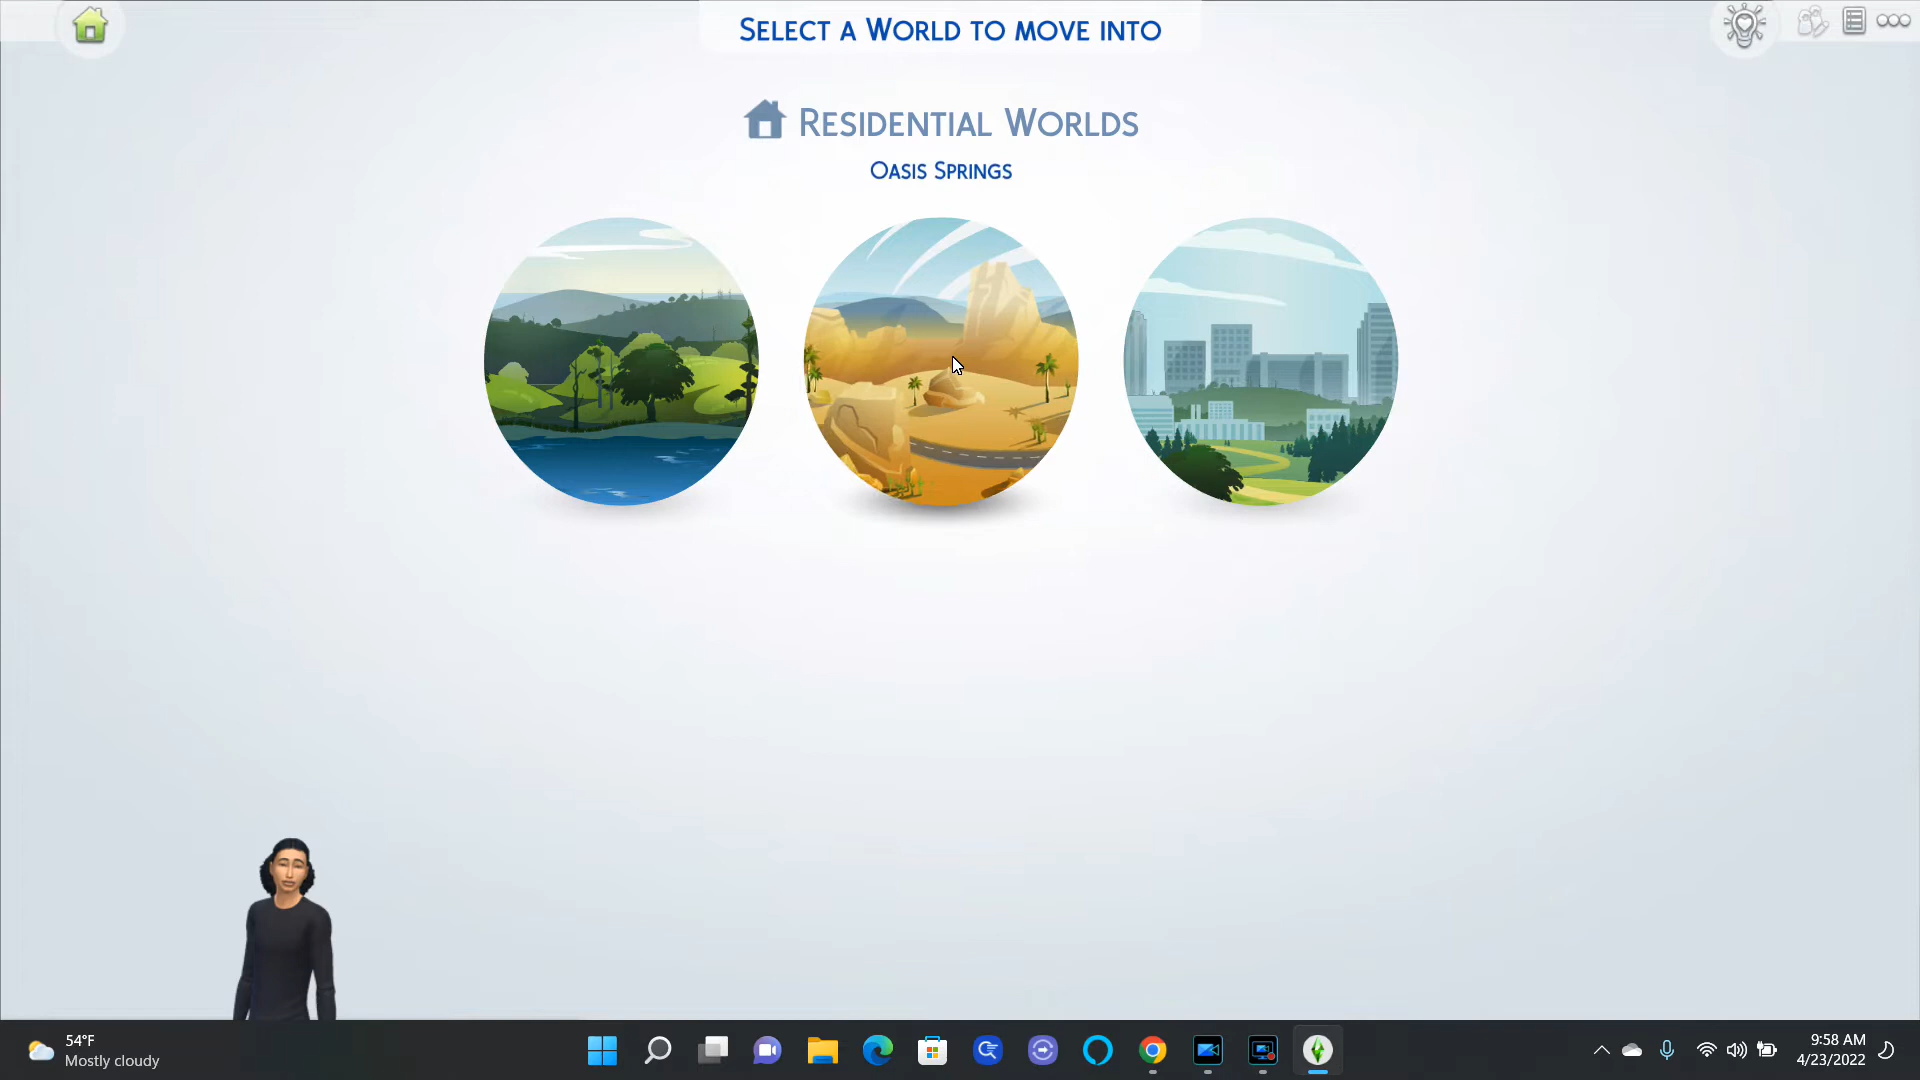 SELECT A WORLD TO MOVE INTO
RESIDENTIAL WORLDS
OASIS SPRINGS
54°F
Mostly cloudy
9:58 AM
4/23/2022